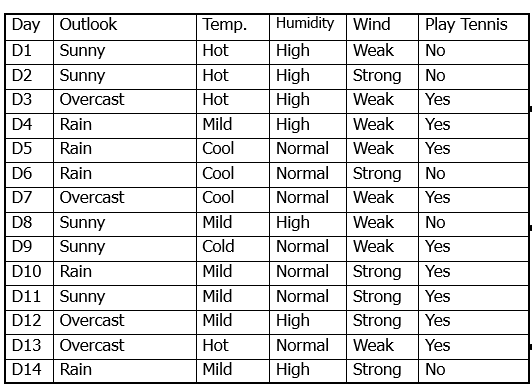 Day Outlook Temp. Humidity Wind Play Tennis
D1 Sunny Hot High Weak No
D2 Sunny Hot High Strong No
D3 Overcast Hot High Weak Yes
D4 Rain Mild High Weak Yes
D5 Rain Cool Normal Weak Yes
D6 Rain Cool Normal Strong No
D7 Overcast Cool Normal Weak Yes
D8 Sunny Mild High Weak No
D9 Sunny Cold Normal Weak Yes
D10 Rain Mild Normal Strong Yes
D11 Sunny Mild Normal Strong Yes
D12 Overcast Mild High Strong Yes
D13 Overcast Hot Normal Weak Yes
D14 Rain Mild High Strong No